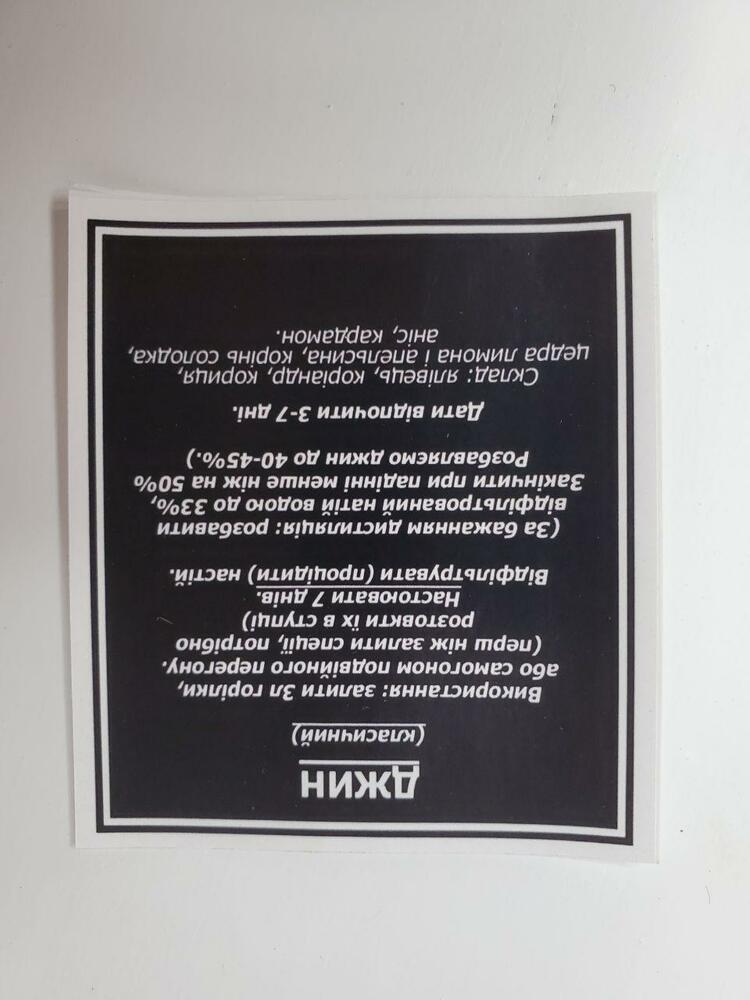 ДЖИН
(класичний)
Використання: залити 3л горілки,
або самогоном подвійного перегону.
(перш ніж залити спеції, потрібно
розтовкти їх в ступці)
Настоювати 7 днів.
Відфільтрувати (процідити) настій.
(За бажанням дистиляція: розбавити
відфільтрований натій водою до 33%,
Закінчити при падінні менше ніж на 50%
Розбавляємо джин до 40-45%.)
Дати відпочити 3-7 дні.
Склад: ялівець, коріандр, кориця,
цедра лимона і апельсина, корінь солодка,
аніс, кардамон.